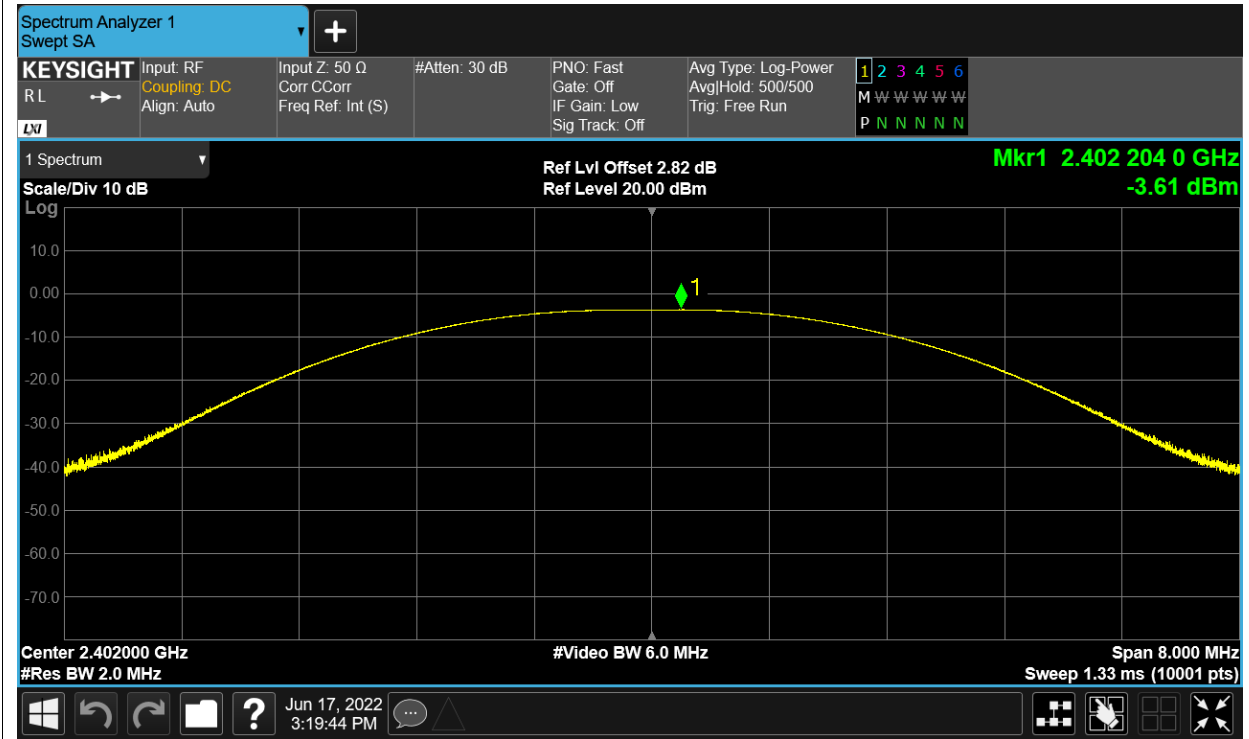 Spectrum Analyzer 1
Swept SA
KEYSIGHT
R L
LXI
Input: RF
Coupling: DC
Align: Auto
Input Z: 50 Ω
Corr CCorr
Freq Ref: Int (S)
#Atten: 30 dB
PNO: Fast
Gate: Off
IF Gain: Low
Sig Track: Off
Avg Type: Log-Power
Avg|Hold: 500/500
Trig: Free Run
1 2 3 4 5 6
M W W W W W
P N N N N N
1 Spectrum
Scale/Div 10 dB
Ref Lvl Offset 2.82 dB
Ref Level 20.00 dBm
Mkr1 2.402 204 0 GHz
-3.61 dBm
Log
10.0
0.00
-10.0
-20.0
-30.0
-40.0
-50.0
-60.0
-70.0
1
Center 2.402000 GHz
#Video BW 6.0 MHz
Span 8.000 MHz
#Res BW 2.0 MHz
Sweep 1.33 ms (10001 pts)
?
Jun 17, 2022
3:19:44 PM